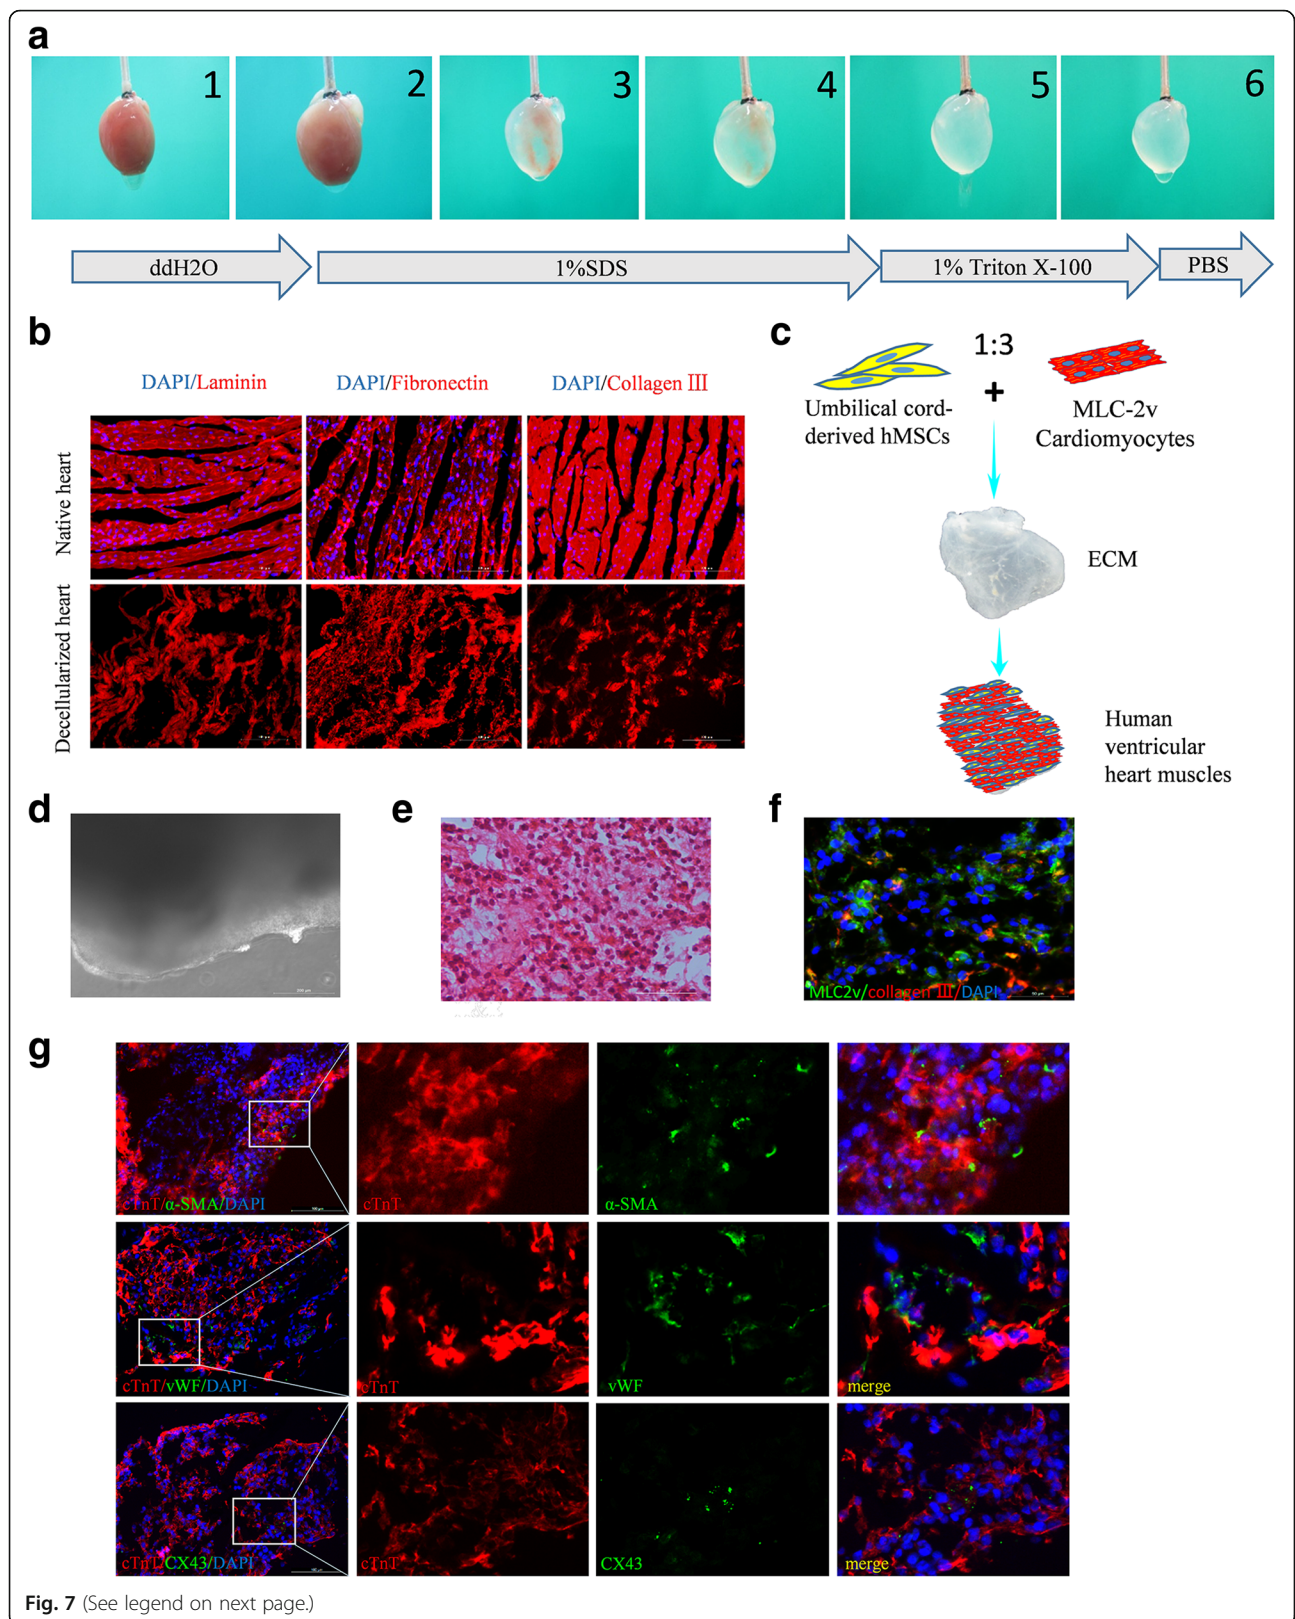 a
1
2
3
4
5
6
ddH2O
1%SDS
1% Triton X-100
PBS
b
DAPI/Laminin
DAPI/Fibronectin
DAPI/Collagen III
Native heart
Decellularized heart
c
1:3
+
Umbilical cord-
derived hMSCs
MLC-2v
Cardiomyocytes
ECM
Human
ventricular
heart muscles
d
e
f
MLC2v/collagen III/DAPI
g
cTnT/α-SMA/DAPI
cTnT
α-SMA
cTnT/vWF/DAPI
cTnT
vWF
merge
cTnT/CX43/DAPI
cTnT
CX43
merge
Fig. 7 (See legend on next page.)